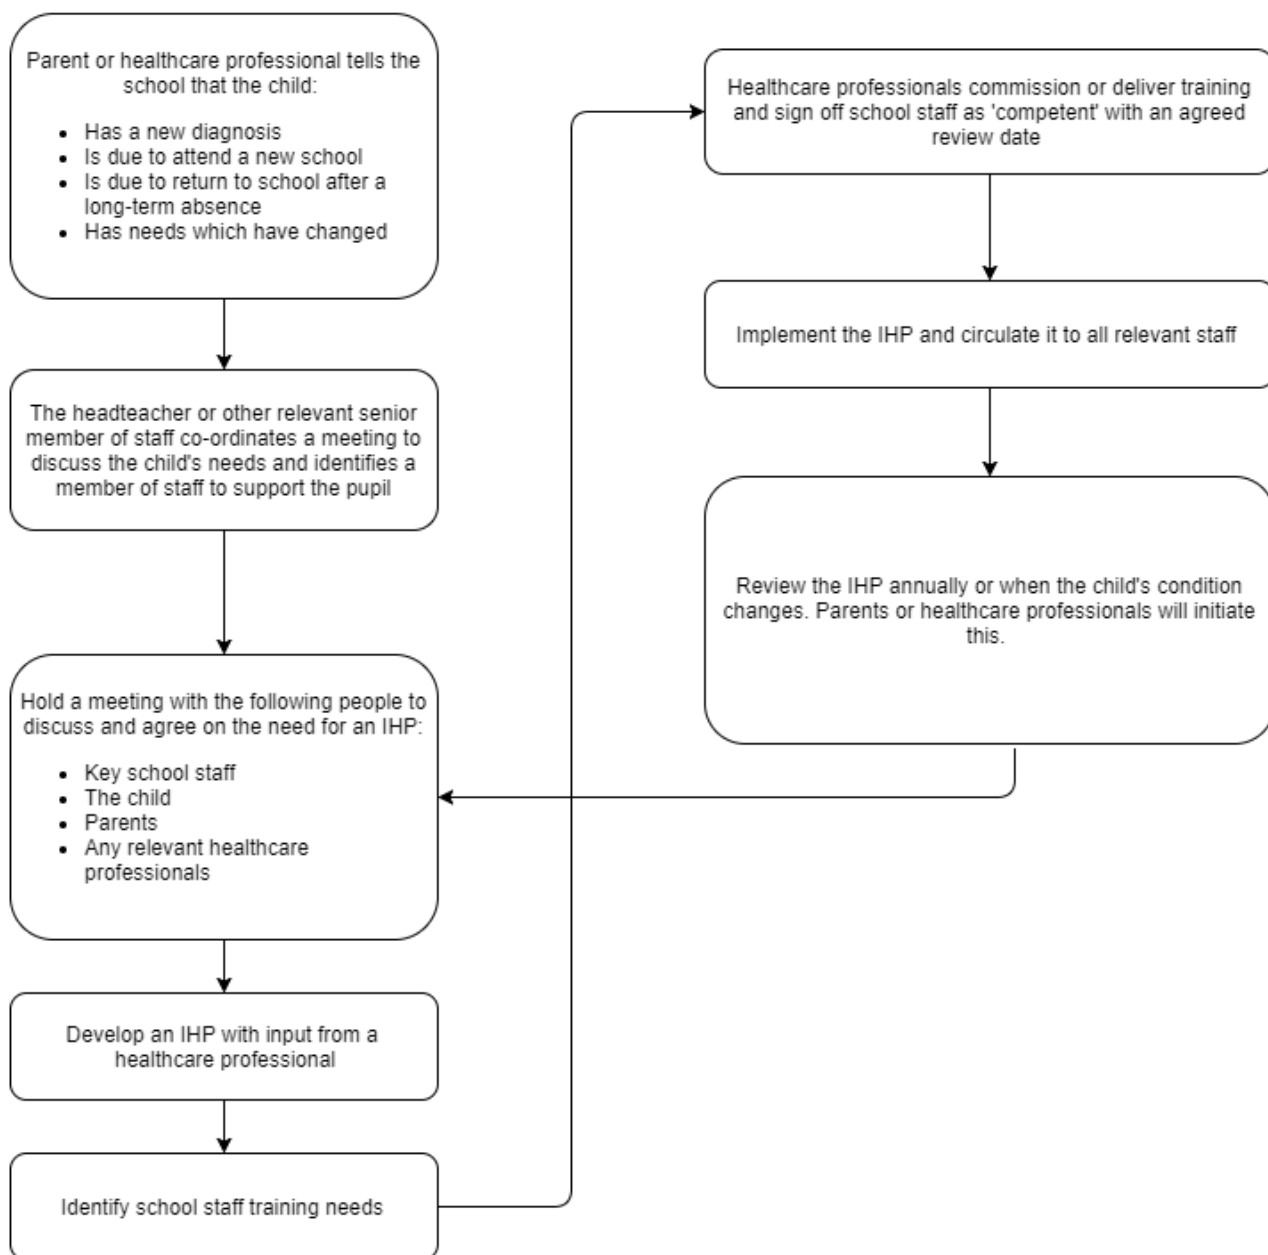 Parent or healthcare professional tells the
school that the child:
• Has a new diagnosis
• Is due to attend a new school
• Is due to return to school after a
long-term absence
• Has needs which have changed
The headteacher or other relevant senior
member of staff co-ordinates a meeting to
discuss the child's needs and identifies a
member of staff to support the pupil
Hold a meeting with the following people to
discuss and agree on the need for an IHP:
• Key school staff
• The child
• Parents
• Any relevant healthcare
professionals
Develop an IHP with input from a
healthcare professional
Identify school staff training needs
Healthcare professionals commission or deliver training
and sign off school staff as 'competent' with an agreed
review date
Implement the IHP and circulate it to all relevant staff
Review the IHP annually or when the child's condition
changes. Parents or healthcare professionals will initiate
this.